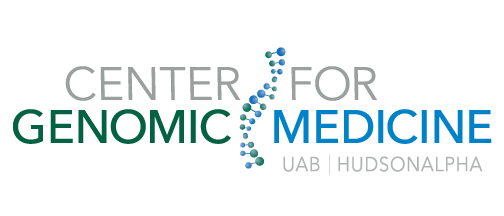 CENTER FOR
GENOMIC MEDICINE
UAB | HUDSONALPHA